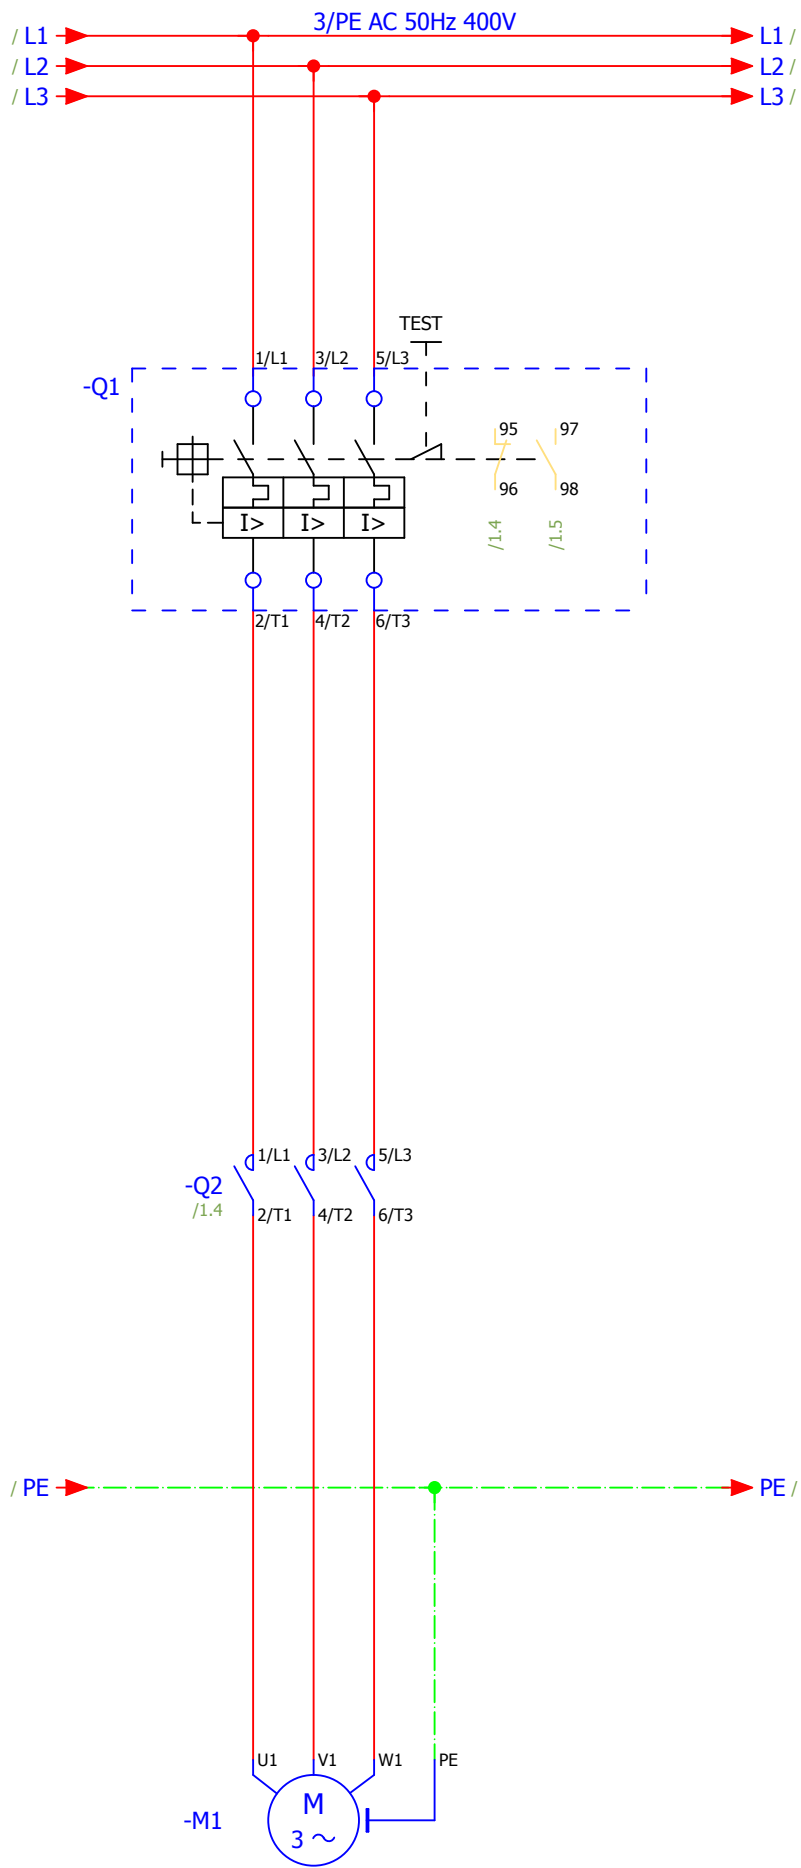 3/PE AC 50Hz 400V
/ L1 L1 /
/ L2 L2 /
/ L3 L3 /
TEST
1/L1 3/L2 5/L3
-Q1
95 97
96 98
I> I> I>
/1.4 /1.5
2/T1 4/T2 6/T3
1/L1 3/L2 5/L3
-Q2
/1.4
2/T1 4/T2 6/T3
/ PE PE /
U1 V1 W1 PE
M
-M1
3 ~